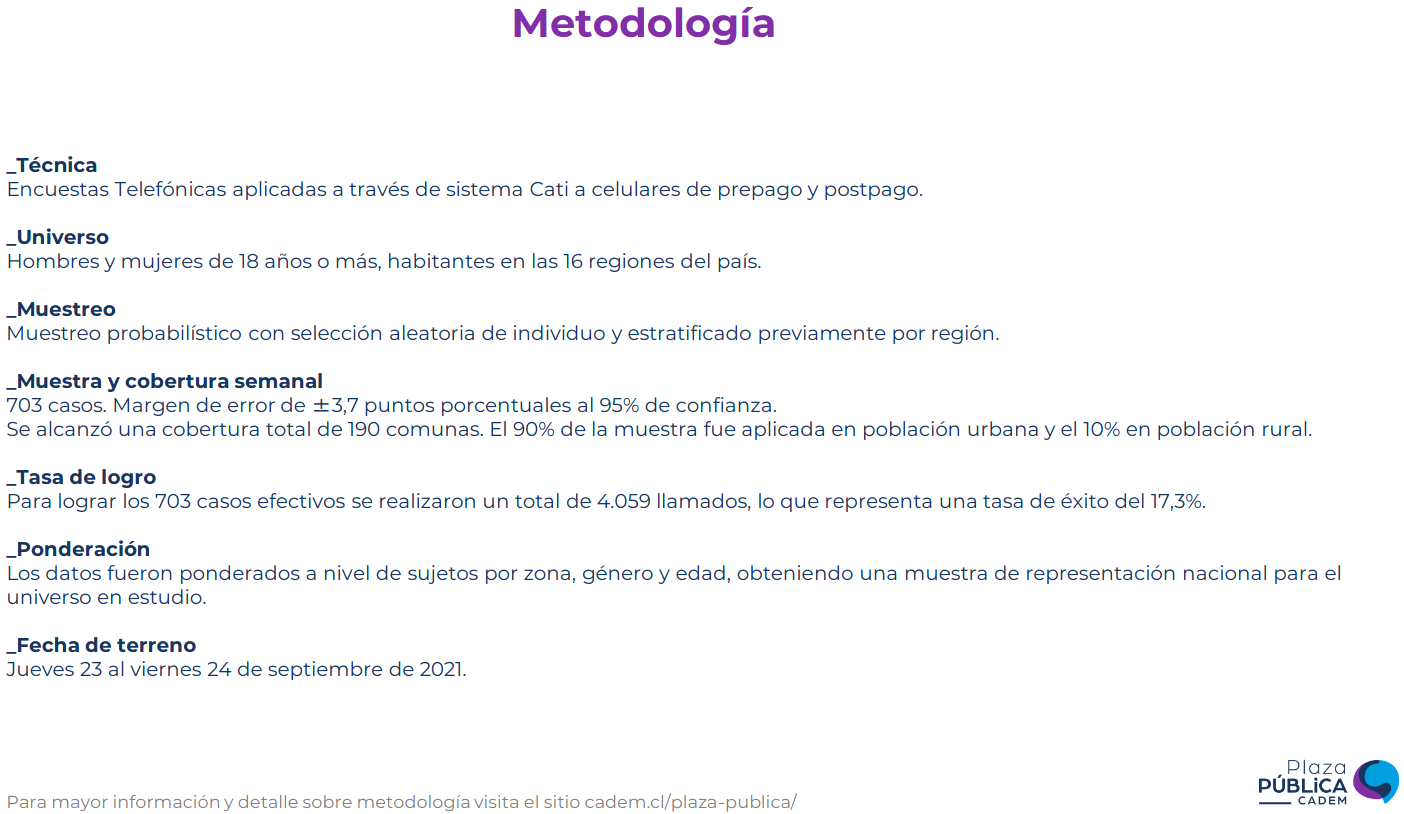 Metodología
_Técnica
Encuestas Telefónicas aplicadas a través de sistema Cati a celulares de prepago y postpago.
_Universo
Hombres y mujeres de 18 años o más, habitantes en las 16 regiones del país.
_Muestreo
Muestreo probabilístico con selección aleatoria de individuo y estratificado previamente por región.
_Muestra y cobertura semanal
703 casos. Margen de error de ±3,7 puntos porcentuales al 95% de confianza.
Se alcanzó una cobertura total de 190 comunas. El 90% de la muestra fue aplicada en población urbana y el 10% en población rural.
_Tasa de logro
Para lograr los 703 casos efectivos se realizaron un total de 4.059 llamados, lo que representa una tasa de éxito del 17,3%.
_Ponderación
Los datos fueron ponderados a nivel de sujetos por zona, género y edad, obteniendo una muestra de representación nacional para el
universo en estudio.
_Fecha de terreno
Jueves 23 al viernes 24 de septiembre de 2021.
Para mayor información y detalle sobre metodología visita el sitio cadem.cl/plaza-publica/
Plaza
PÚBLiCA
CADEM